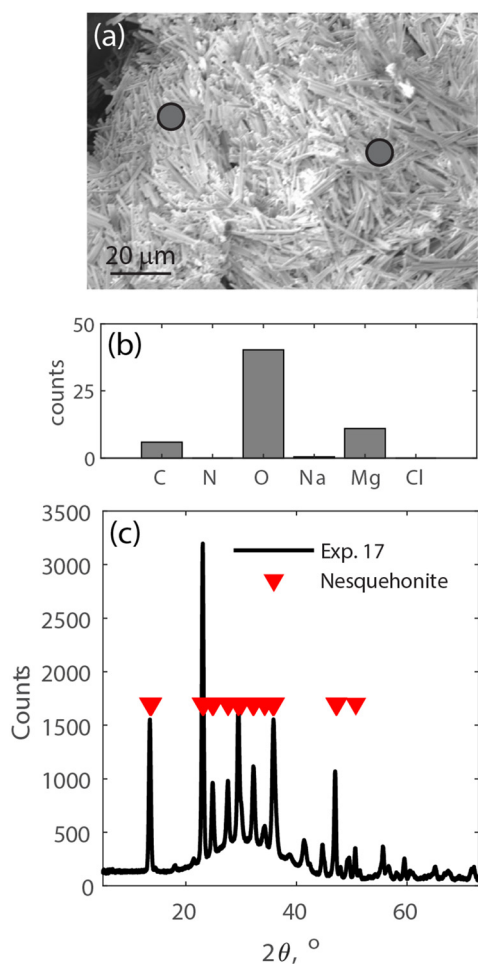 (a)
20 μm
(b)
50
25
0
counts
C N O Na Mg Cl
(c)
3500
3000
2500
2000
1500
1000
500
0
Counts
Exp. 17
Nesquehonite
20 40 60
2θ, °